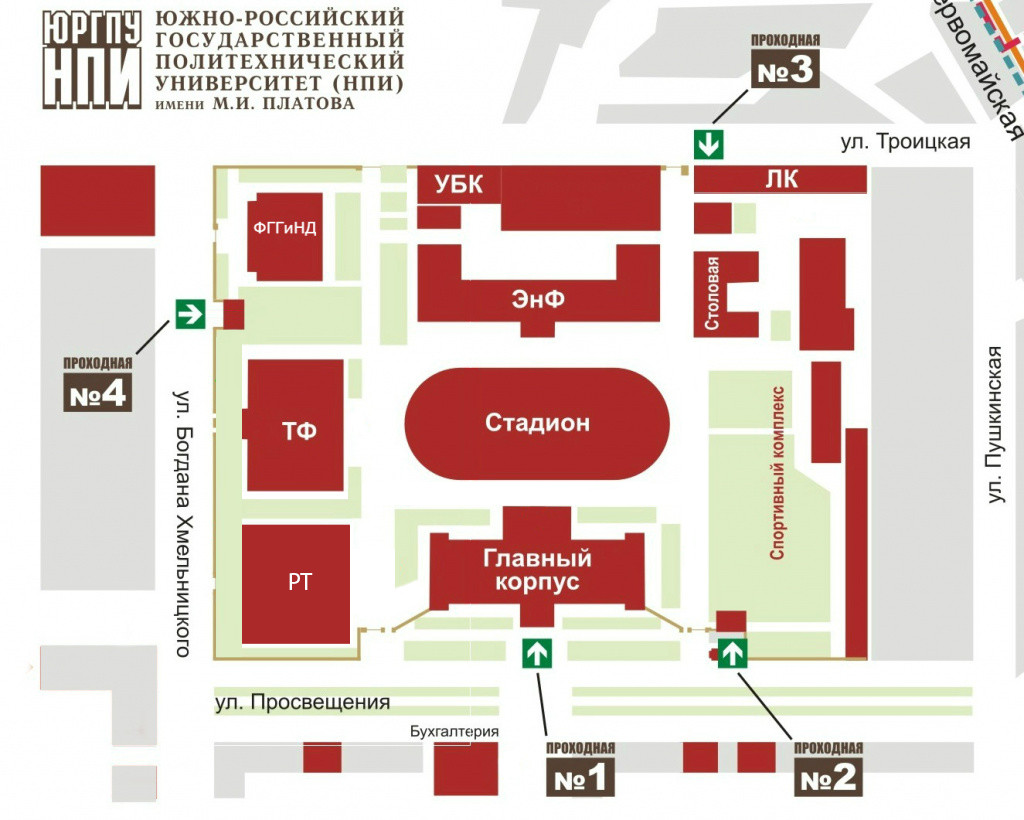 ЮРГПУ
НПИ
ЮЖНО-РОССИЙСКИЙ
ГОСУДАРСТВЕННЫЙ
ПОЛИТЕХНИЧЕСКИЙ
УНИВЕРСИТЕТ (НПИ)
ИМЕНИ М.И. ПЛАТОВА
ПРОХОДНАЯ
№3
ервомайская
ул. Троицкая
УБК
ЛК
ФГГиНД
ЭнФ
Столовая
ПРОХОДНАЯ
№4
ул. Богдана Хмельницкого
ТФ
Стадион
Спортивный комплекс
ул. Пушкинская
РТ
Главный
корпус
ул. Просвещения
Бухгалтерия
ПРОХОДНАЯ
№1
ПРОХОДНАЯ
№2